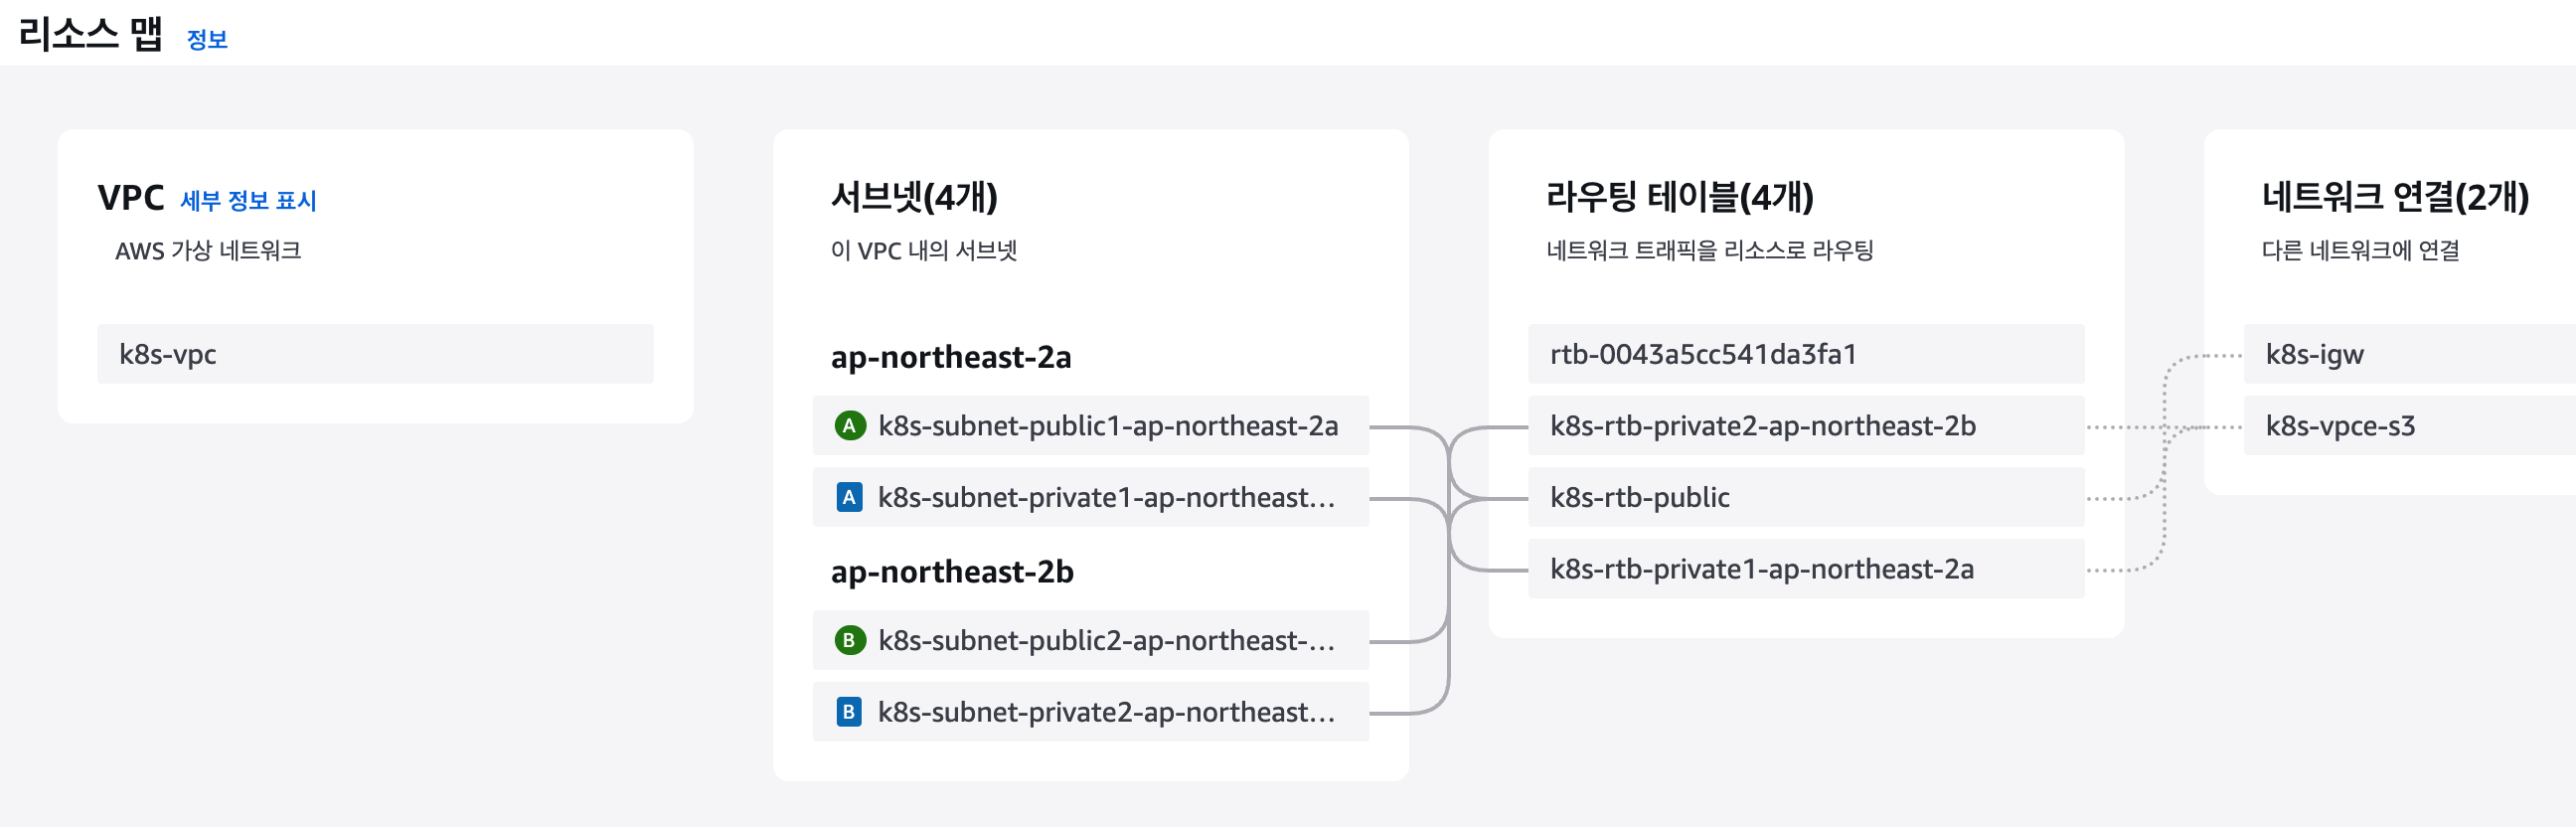 리소스 맵 정보
VPC 세부 정보 표시
AWS 가상 네트워크
k8s-vpc
서브넷(4개)
이 VPC 내의 서브넷
ap-northeast-2a
A k8s-subnet-public1-ap-northeast-2a
A k8s-subnet-private1-ap-northeast...
ap-northeast-2b
B k8s-subnet-public2-ap-northeast-...
B k8s-subnet-private2-ap-northeast...
라우팅 테이블(4개)
네트워크 트래픽을 리소스로 라우팅
rtb-0043a5cc541da3fa1
k8s-rtb-private2-ap-northeast-2b
k8s-rtb-public
k8s-rtb-private1-ap-northeast-2a
네트워크 연결(2개)
다른 네트워크에 연결
k8s-igw
k8s-vpce-s3